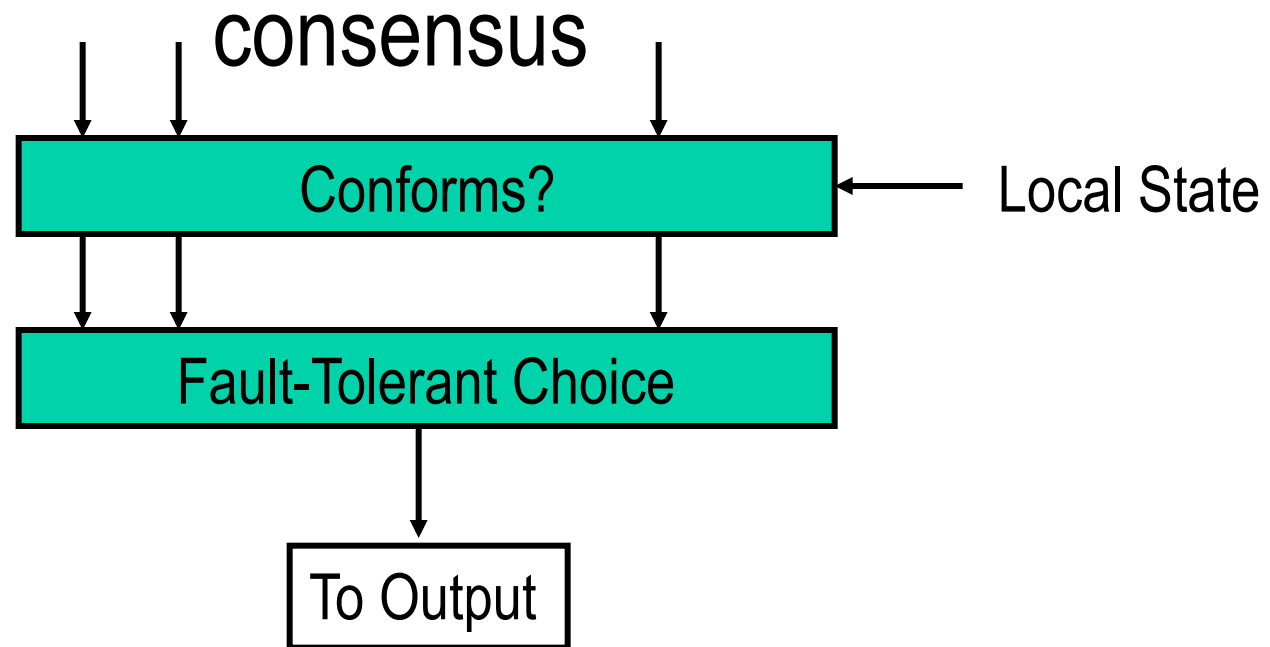 consensus
Conforms?
Local State
Fault-Tolerant Choice
To Output